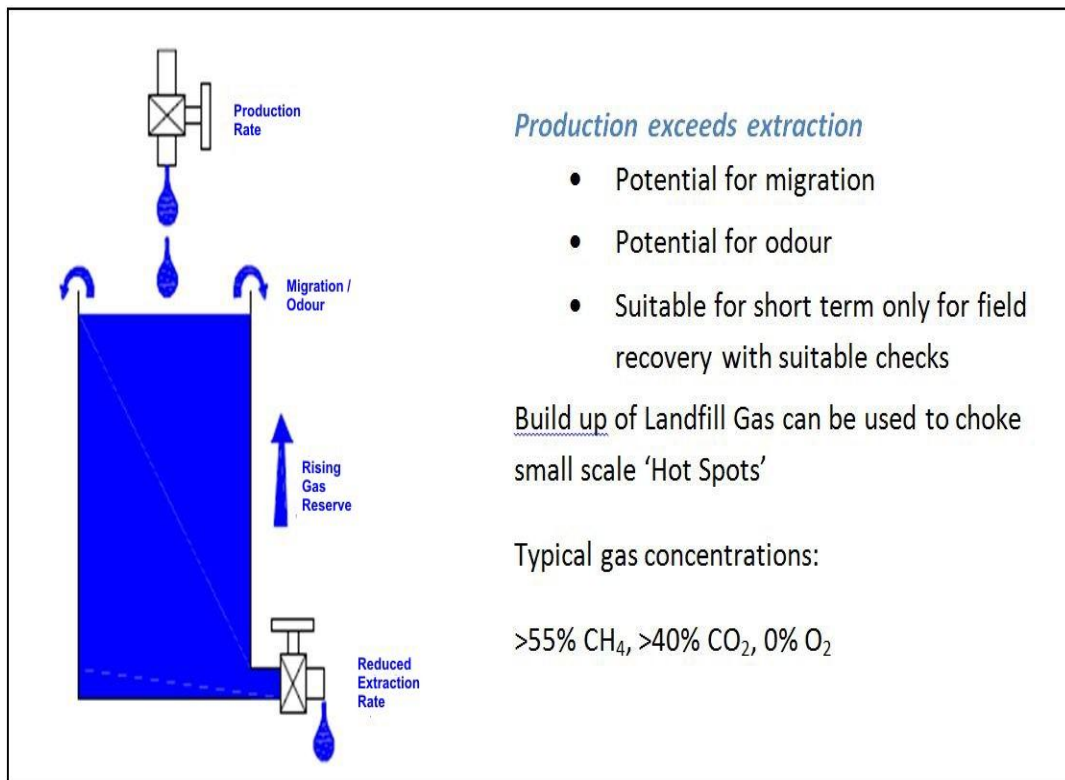 Production
Rate
Migration /
Odour
Rising
Gas
Reserve
Reduced
Extraction
Rate
Production exceeds extraction
• Potential for migration
• Potential for odour
• Suitable for short term only for field
recovery with suitable checks
Build up of Landfill Gas can be used to choke
small scale ‘Hot Spots’
Typical gas concentrations:
>55% CH₄, >40% CO₂, 0% O₂